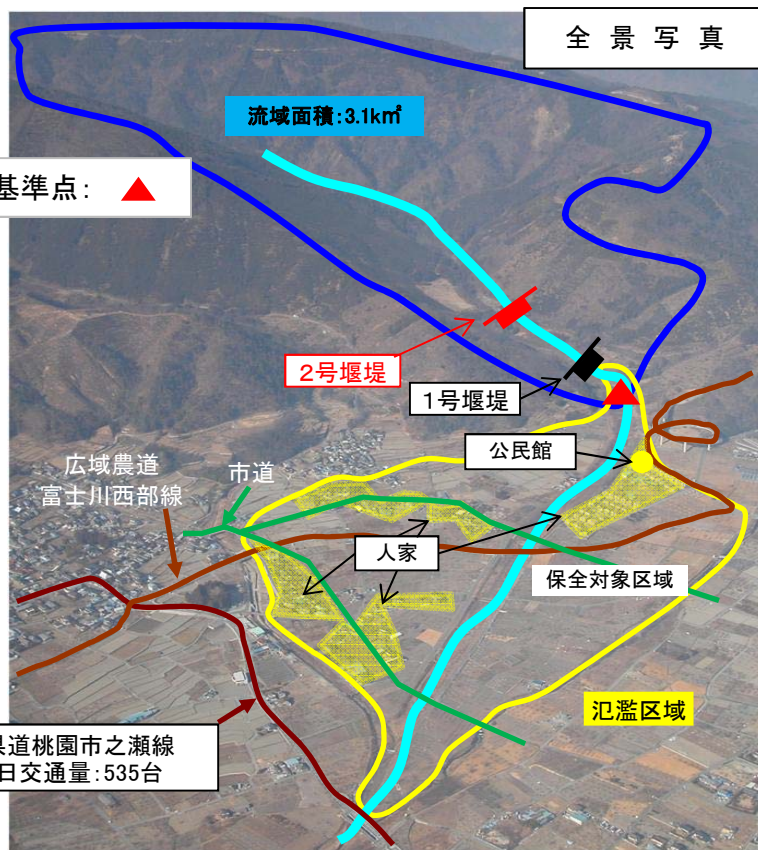 全景写真
流域面積:3.1km²
基準点:
2号堰堤
1号堰堤
公民館
広域農道
富士川西部線
市道
人家
保全対象区域
氾濫区域
県道桃園市之瀬線
日交通量:535台